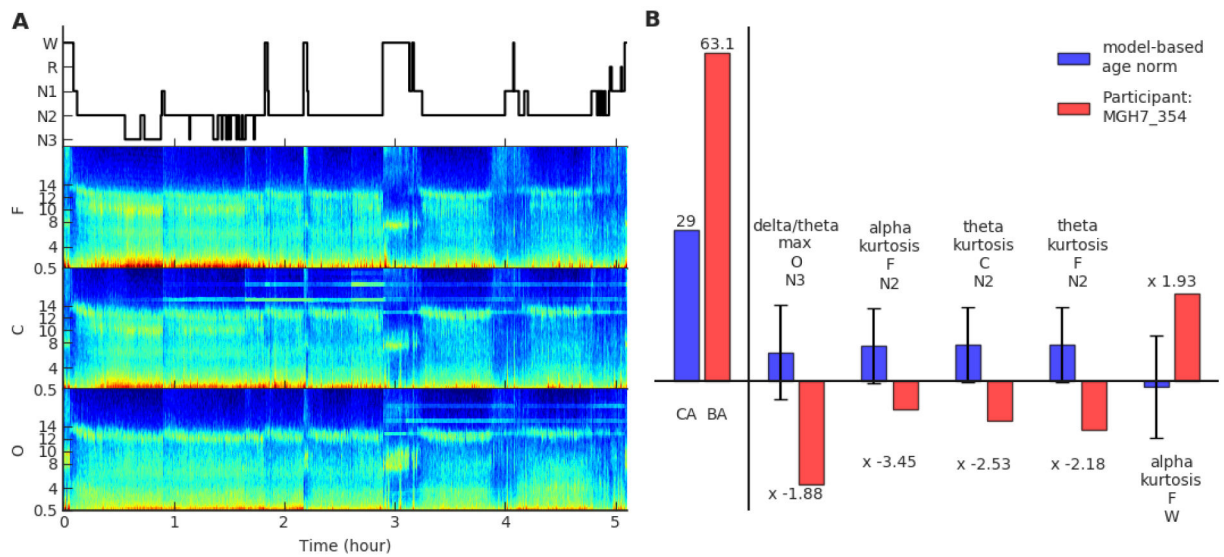 A
W
R
N1
N2
N3
F
14
12
10
8
4
0.5
C
14
12
10
8
4
0.5
O
14
12
10
8
4
0.5
0 1 2 3 4 5
Time (hour)
B
63.1
29
CA BA
model-based
age norm
Participant:
MGH7_354
delta/theta
max
O
N3
x -1.88
alpha
kurtosis
F
N2
x -3.45
theta
kurtosis
C
N2
x -2.53
theta
kurtosis
F
N2
x -2.18
x 1.93
alpha
kurtosis
F
W